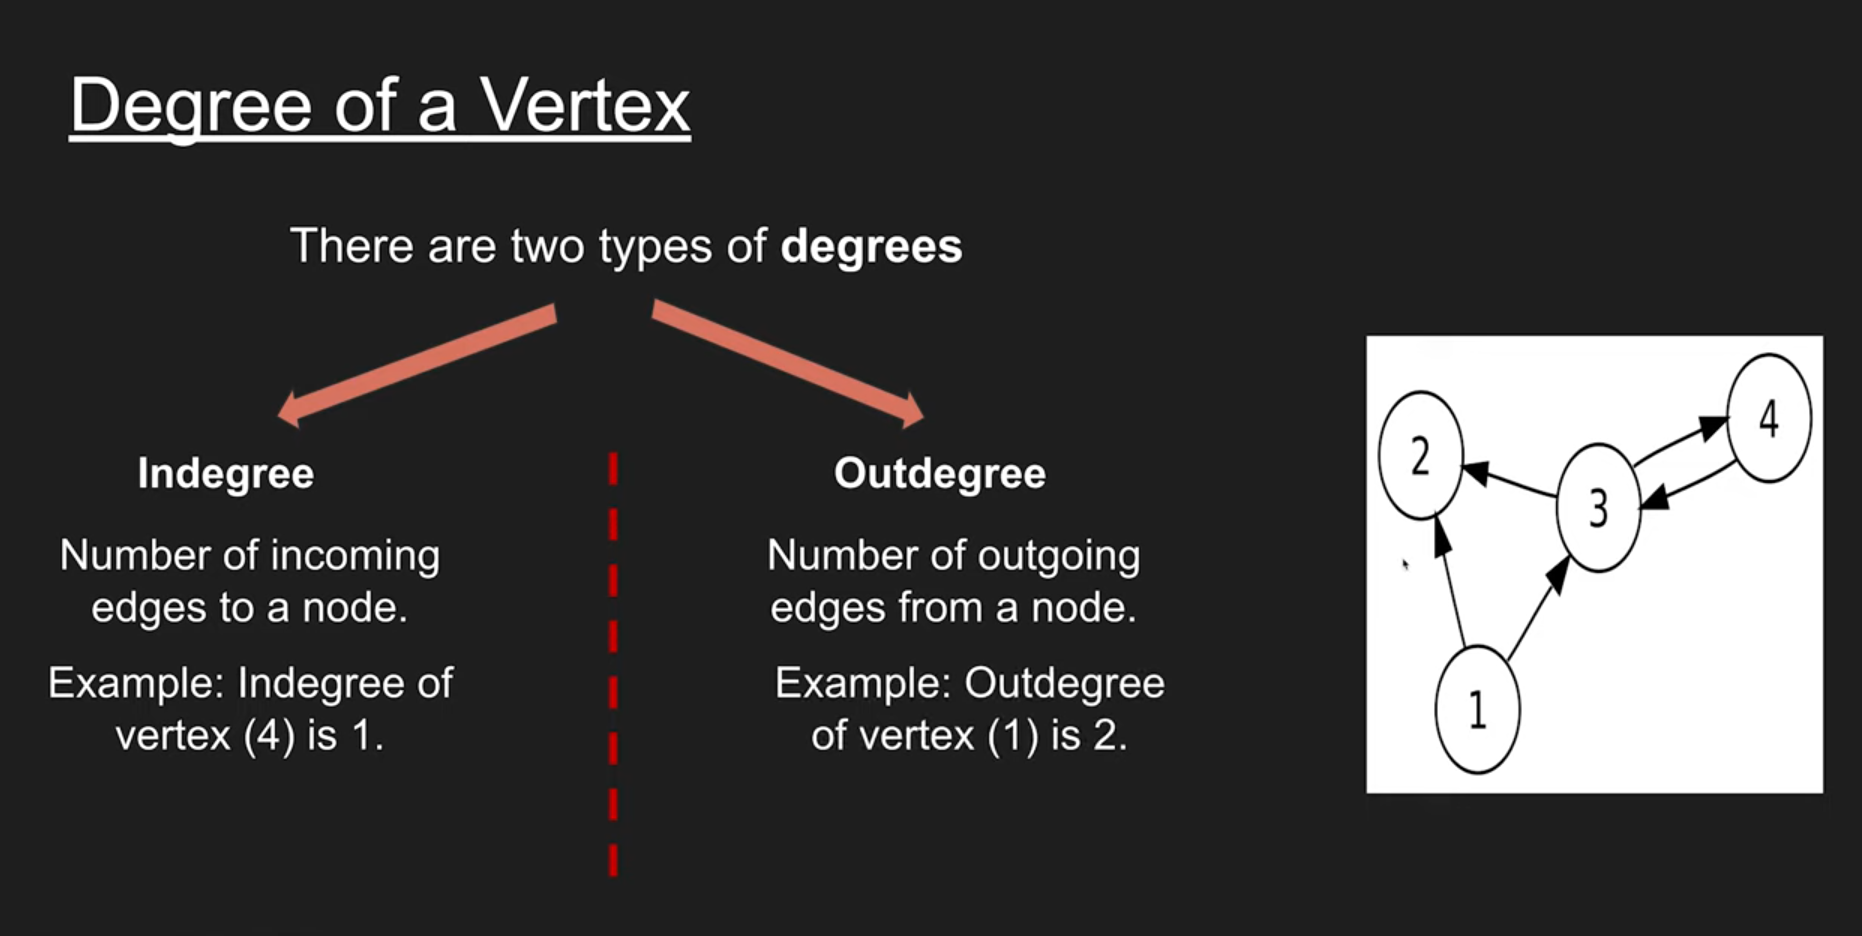 Degree of a Vertex
There are two types of degrees
Indegree
Number of incoming
edges to a node.
Example: Indegree of
vertex (4) is 1.
Outdegree
Number of outgoing
edges from a node.
Example: Outdegree
of vertex (1) is 2.
4
2
3
1